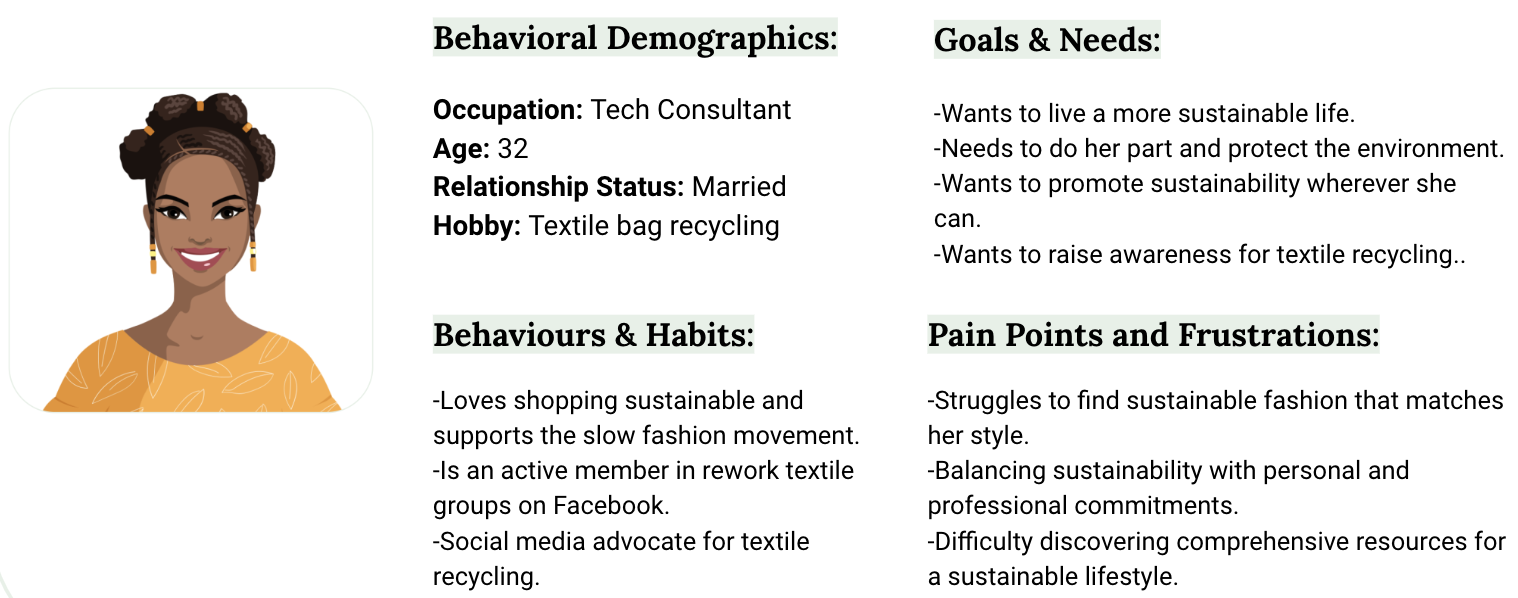 Behavioral Demographics:
Occupation: Tech Consultant
Age: 32
Relationship Status: Married
Hobby: Textile bag recycling
Goals & Needs:
-Wants to live a more sustainable life.
-Needs to do her part and protect the environment.
-Wants to promote sustainability wherever she
can.
-Wants to raise awareness for textile recycling..
Behaviours & Habits:
-Loves shopping sustainable and
supports the slow fashion movement.
-Is an active member in rework textile
groups on Facebook.
-Social media advocate for textile
recycling.
Pain Points and Frustrations:
-Struggles to find sustainable fashion that matches
her style.
-Balancing sustainability with personal and
professional commitments.
-Difficulty discovering comprehensive resources for
a sustainable lifestyle.